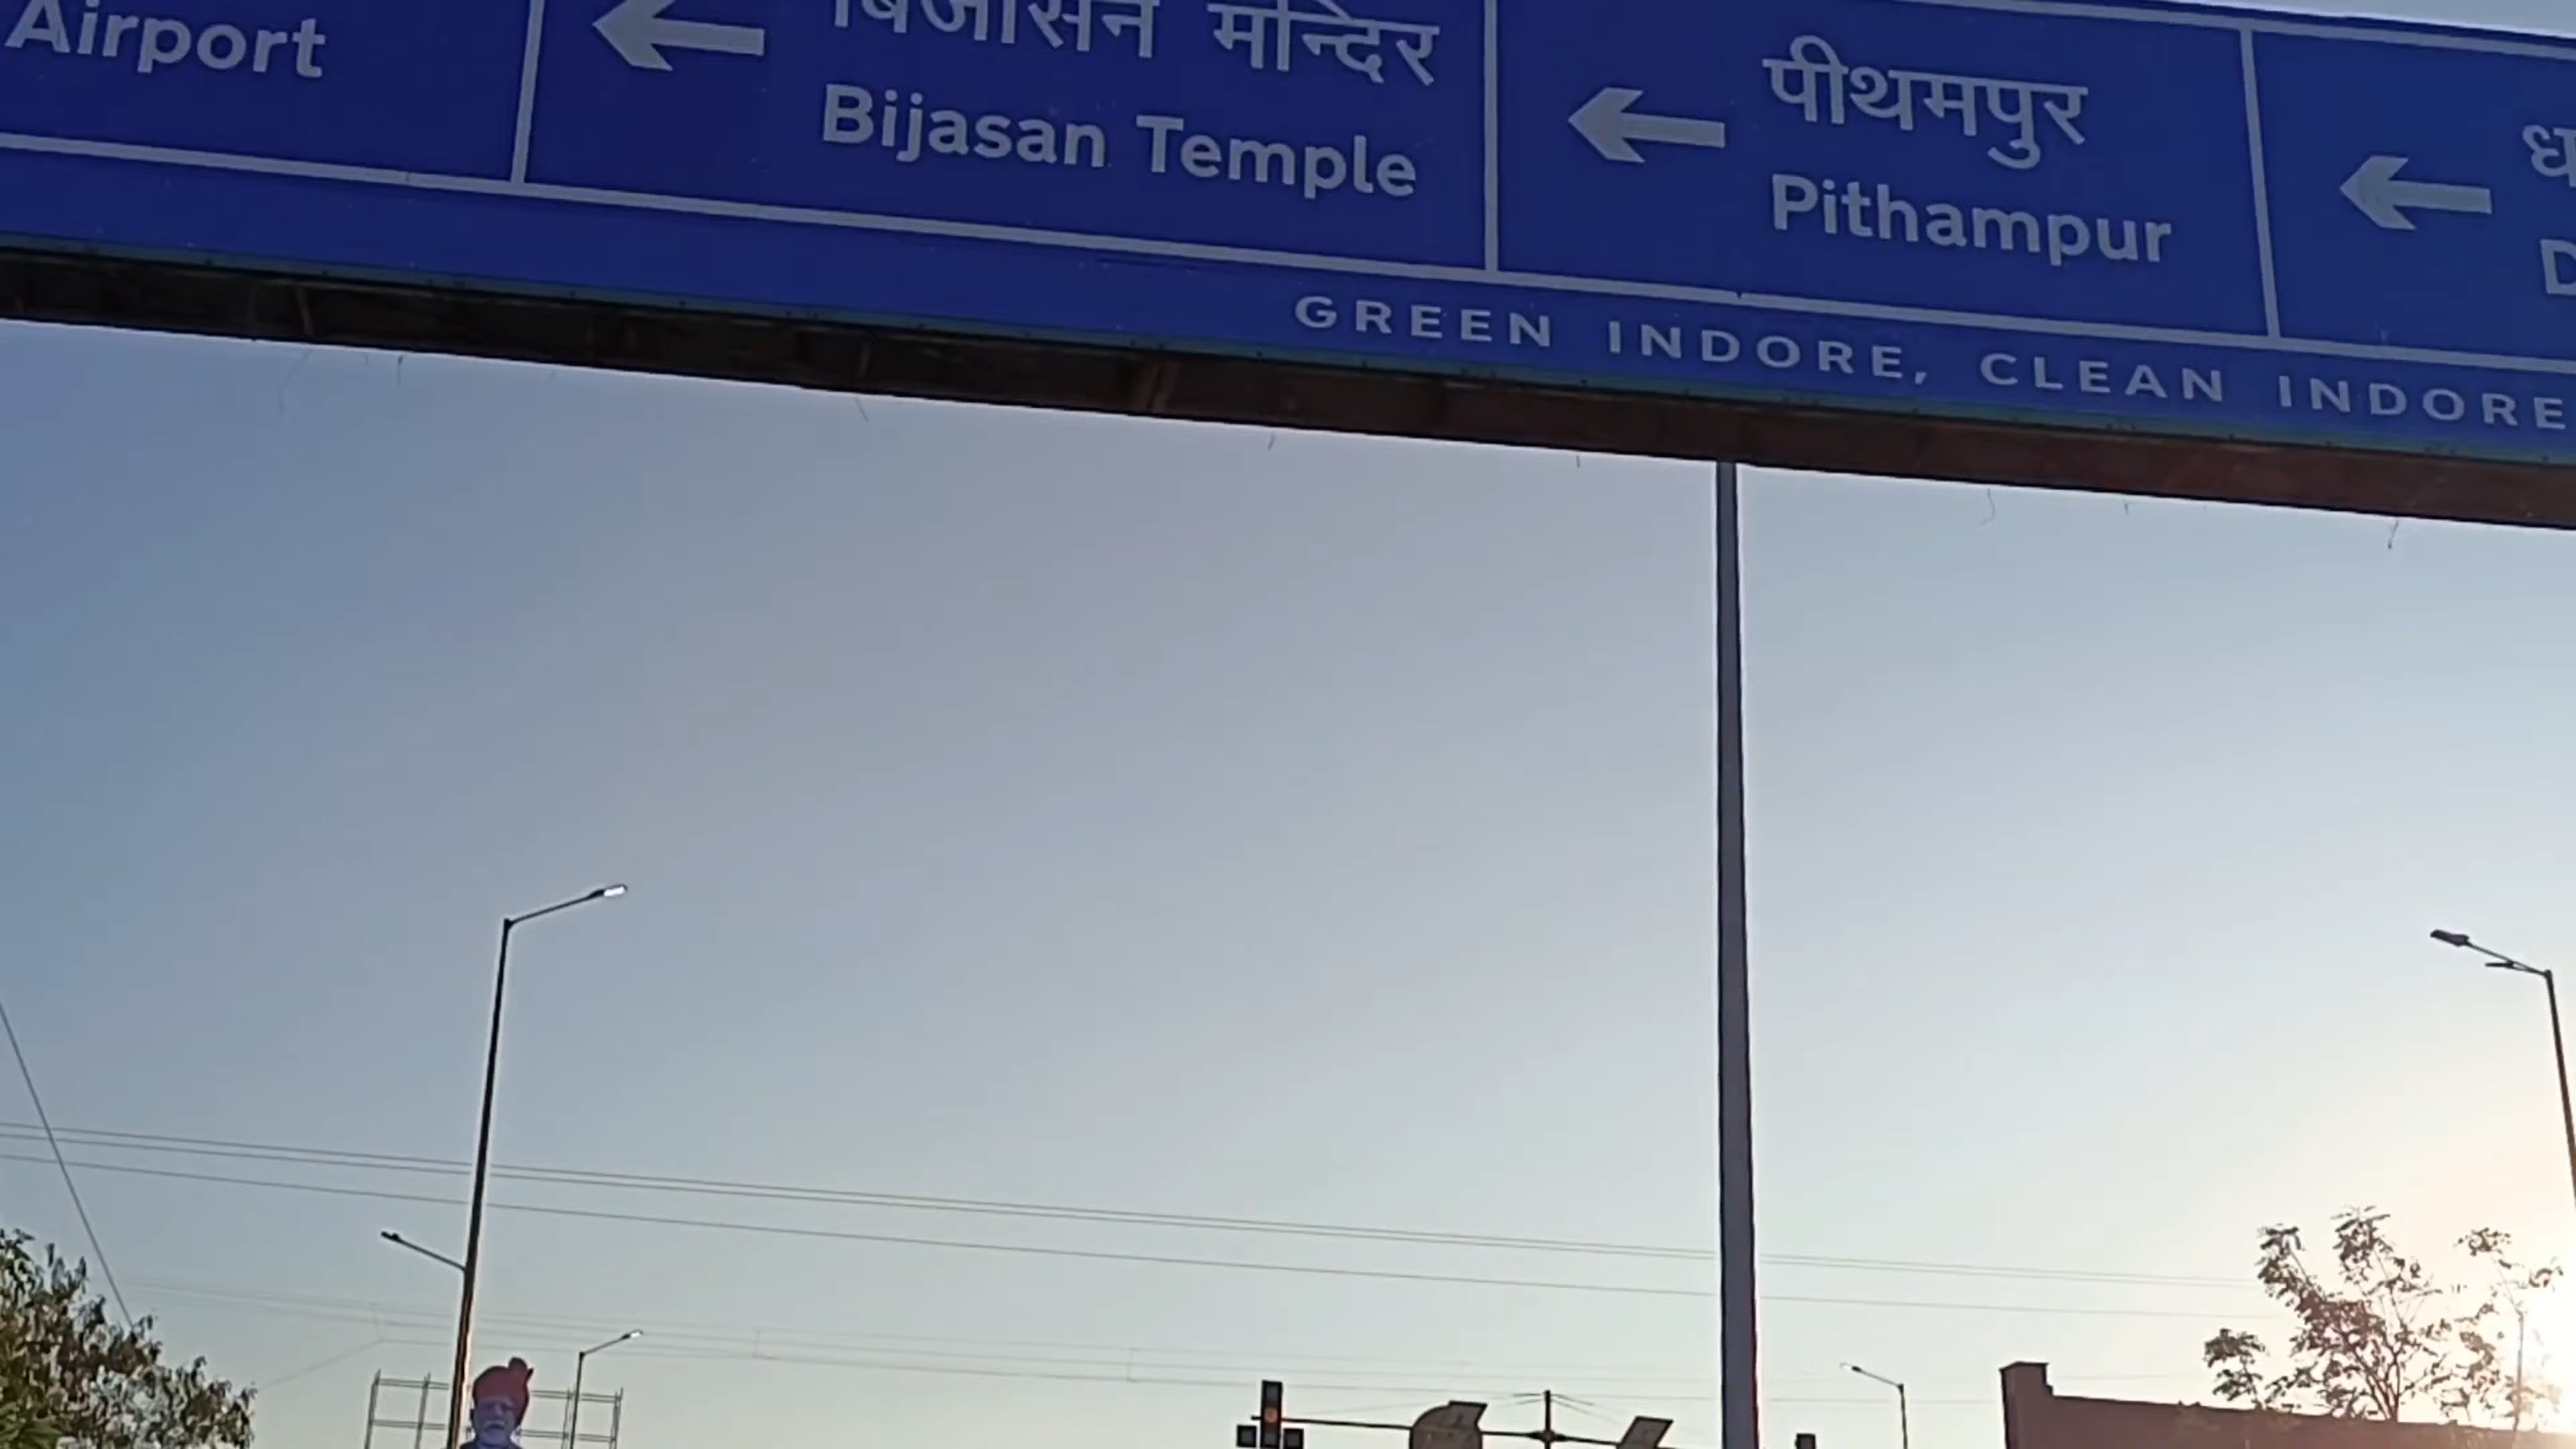 Airport
बिजासन मन्दिर
Bijasan Temple
पीथमपुर
Pithampur
GREEN INDORE, CLEAN INDORE